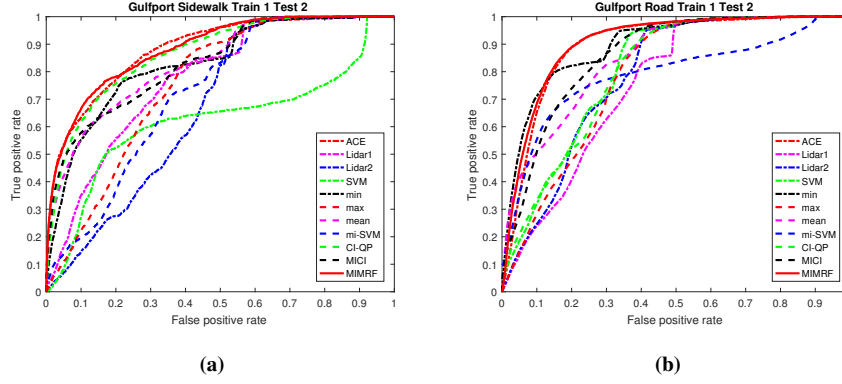 Gulfport Sidewalk Train 1 Test 2
1
0.9
0.8
0.7
0.6
0.5
0.4
0.3
0.2
0.1
0
True positive rate
ACE
Lidar1
Lidar2
SVM
min
max
mean
mi-SVM
CI-QP
MICI
MIMRF
0 0.1 0.2 0.3 0.4 0.5 0.6 0.7 0.8 0.9 1
False positive rate
(a)
Gulfport Road Train 1 Test 2
1
0.9
0.8
0.7
0.6
0.5
0.4
0.3
0.2
0.1
0
True positive rate
ACE
Lidar1
Lidar2
SVM
min
max
mean
mi-SVM
CI-QP
MICI
MIMRF
0 0.1 0.2 0.3 0.4 0.5 0.6 0.7 0.8 0.9
False positive rate
(b)